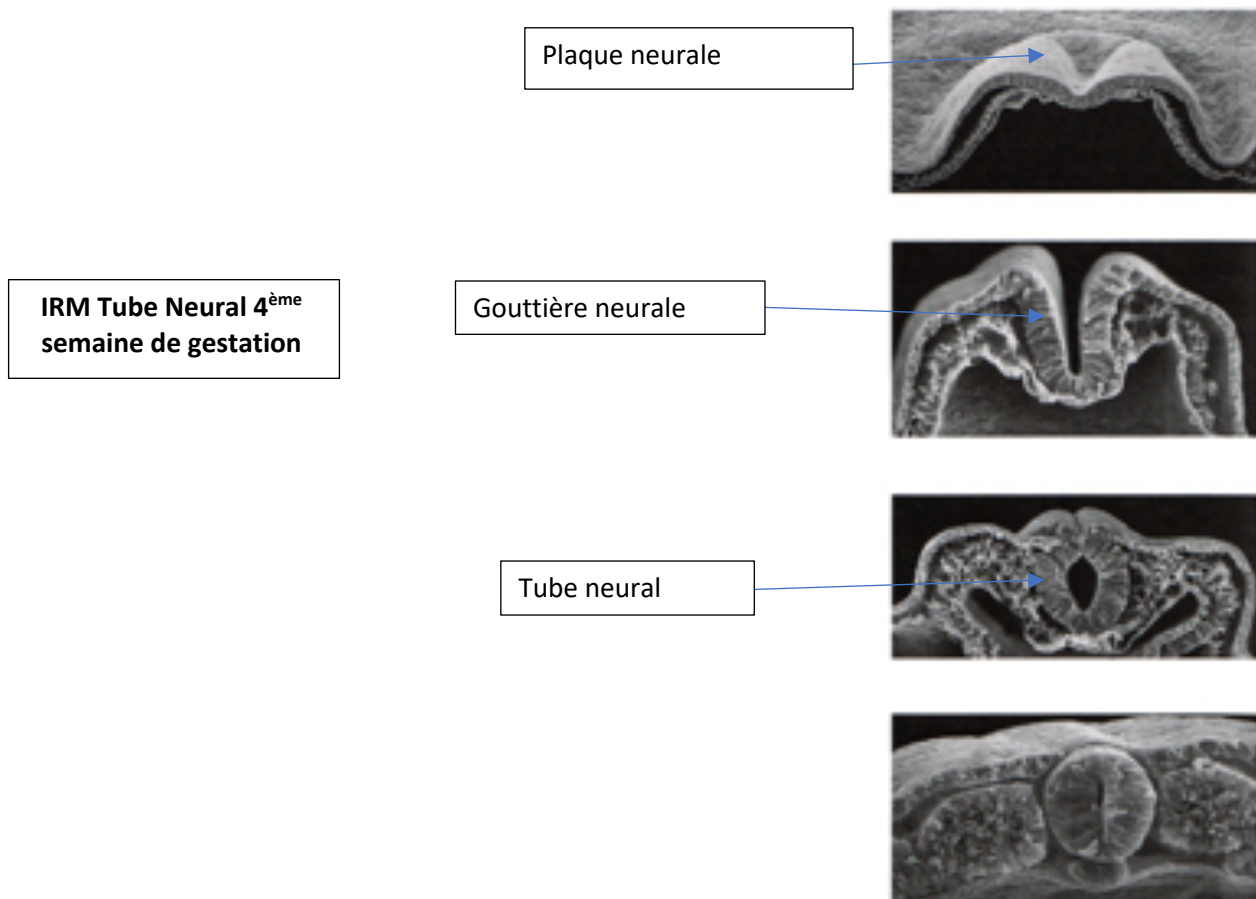 Plaque neurale
IRM Tube Neural 4ème
semaine de gestation
Gouttière neurale
Tube neural